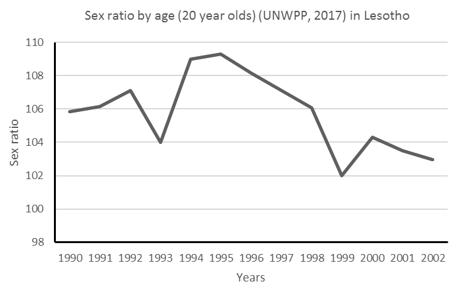 Sex ratio by age (20 year olds) (UNWPP, 2017) in Lesotho
110
108
106
104
102
100
98
Sex ratio
1990 1991 1992 1993 1994 1995 1996 1997 1998 1999 2000 2001 2002
Years